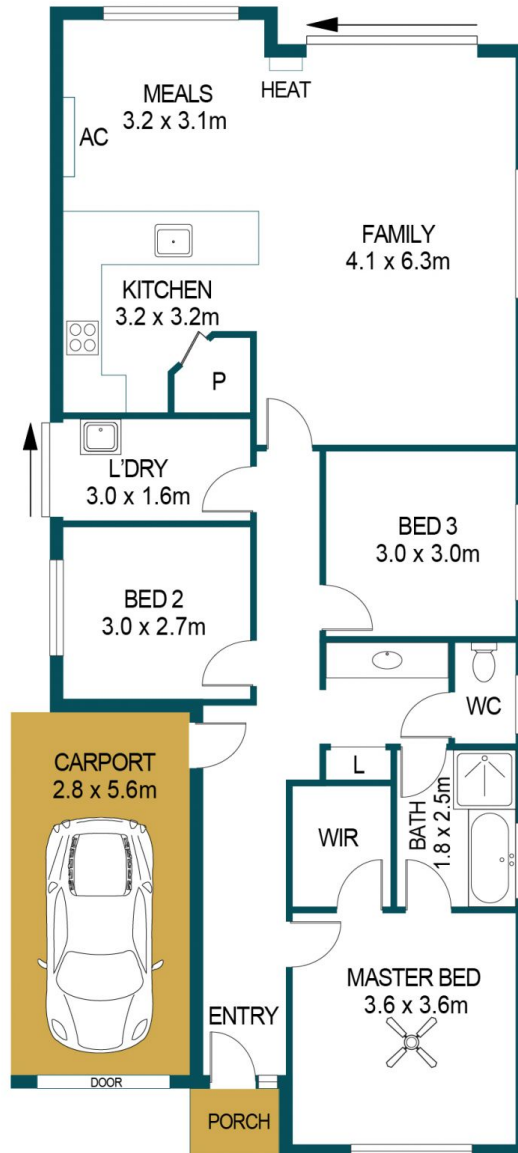 MEALS
3.2 x 3.1m
HEAT
AC
FAMILY
4.1 x 6.3m
KITCHEN
3.2 x 3.2m
P
L'DRY
3.0 x 1.6m
BED 3
3.0 x 3.0m
BED 2
3.0 x 2.7m
WC
CARPORT
2.8 x 5.6m
L
BATH
1.8 x 2.5m
WIR
MASTER BED
3.6 x 3.6m
ENTRY
DOOR
PORCH